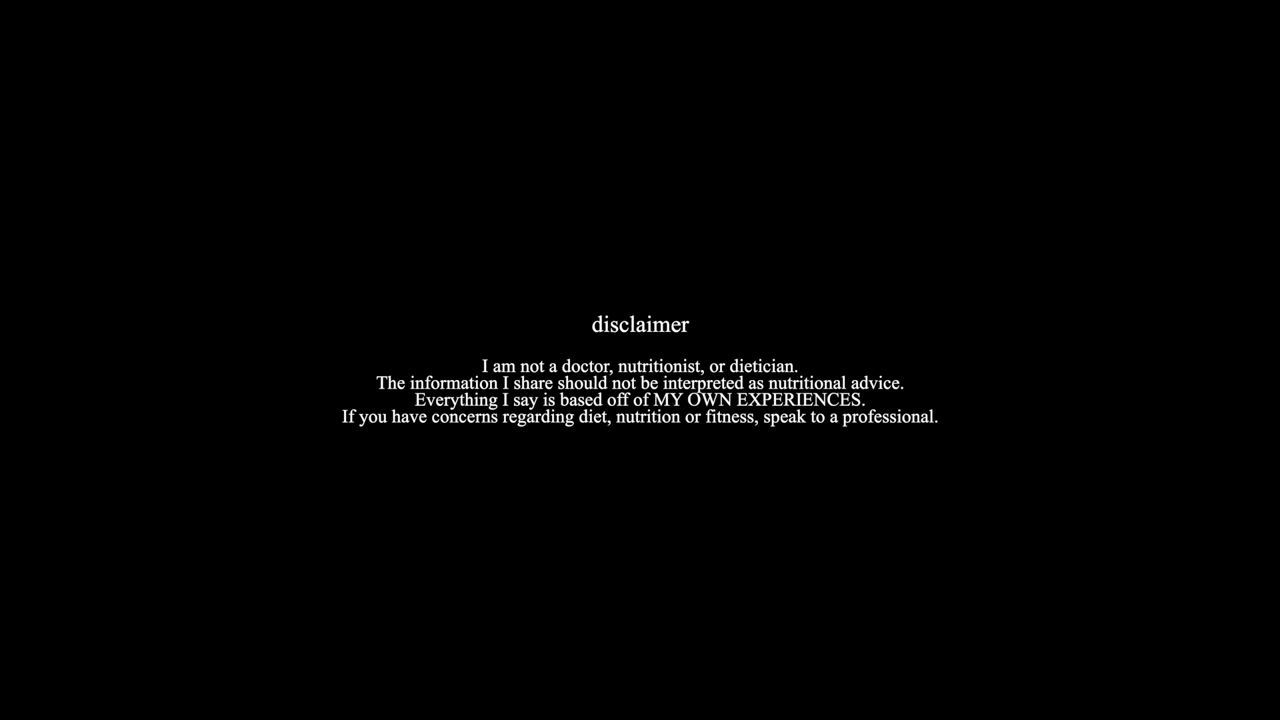 disclaimer
I am not a doctor, nutritionist, or dietician.
The information I share should not be interpreted as nutritional advice.
Everything I say is based off of MY OWN EXPERIENCES.
If you have concerns regarding diet, nutrition or fitness, speak to a professional.